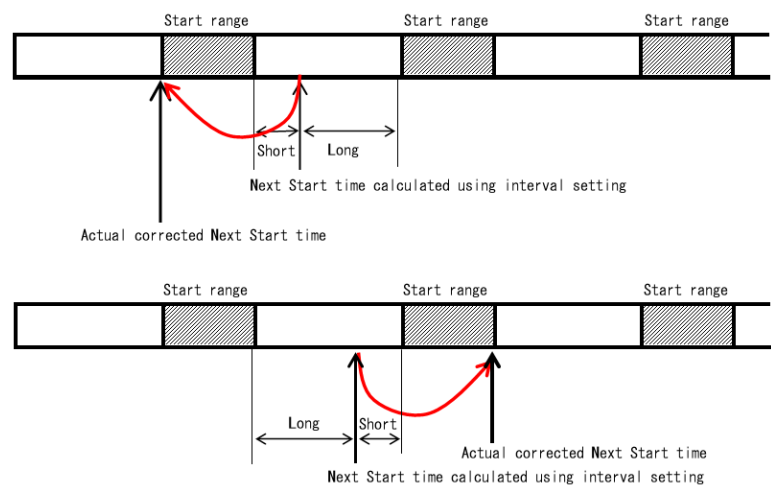 Start range Start range Start range
Short Long
Next Start time calculated using interval setting
Actual corrected Next Start time
Start range Start range Start range
Long Short
Actual corrected Next Start time
Next Start time calculated using interval setting